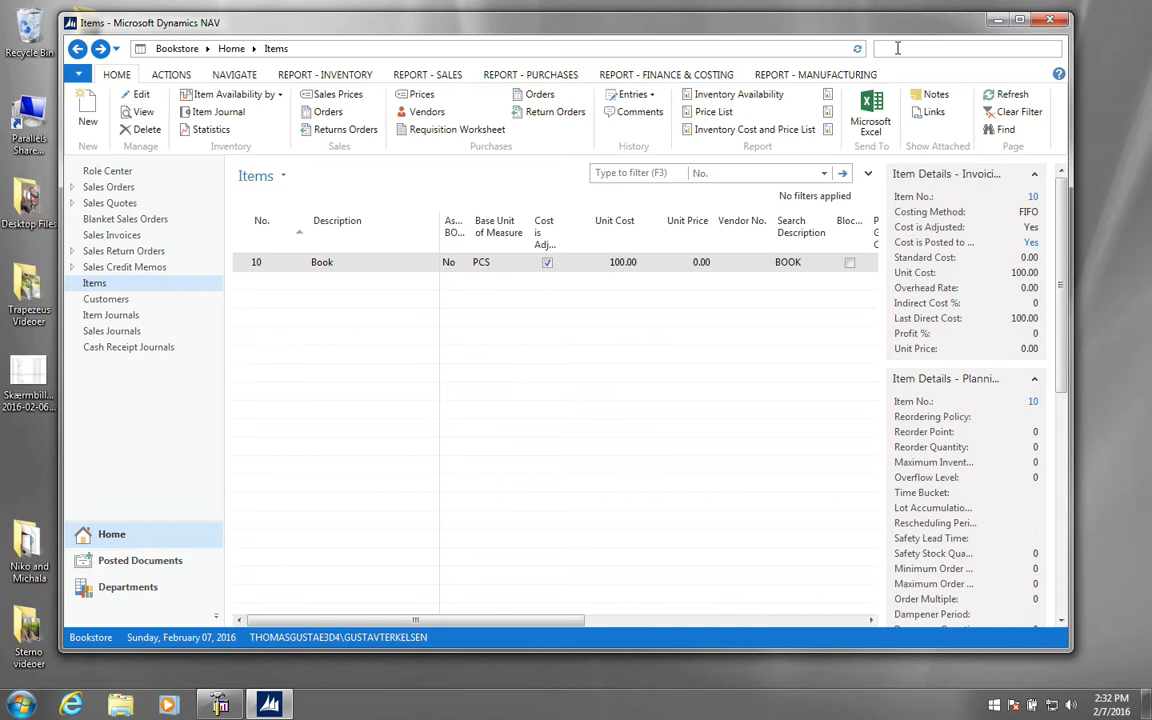 Recycle Bin
Parallels
Share...
Desktop Files
Trapezeus
Videoer
Skærmbill...
2016-02-06...
Niko and
Michala
Sterno
videoer
Items - Microsoft Dynamics NAV
Bookstore Home Items
HOME ACTIONS NAVIGATE REPORT - INVENTORY REPORT - SALES REPORT - PURCHASES REPORT - FINANCE & COSTING REPORT - MANUFACTURING
New
Edit
View
Delete
Manage
Item Availability by
Item Journal
Statistics
Inventory
Sales Prices
Orders
Returns Orders
Sales
Prices
Vendors
Requisition Worksheet
Orders
Return Orders
Purchases
Entries
Comments
History
Inventory Availability
Price List
Inventory Cost and Price List
Report
Microsoft
Excel
Send To
Notes
Links
Show Attached
Refresh
Clear Filter
Find
Page
New
Role Center
Sales Orders
Sales Quotes
Blanket Sales Orders
Sales Invoices
Sales Return Orders
Sales Credit Memos
Items
Customers
Item Journals
Sales Journals
Cash Receipt Journals
Home
Posted Documents
Departments
Items
Type to filter (F3) No.
No filters applied
No. Description As... BO... Base Unit of Measure Cost is Adj... Unit Cost Unit Price Vendor No. Search Description Bloc... P G C
10 Book No PCS 100.00 0.00 BOOK
Item Details - Invoici...
Item No.: 10
Costing Method: FIFO
Cost is Adjusted: Yes
Cost is Posted to ... Yes
Standard Cost: 0.00
Unit Cost: 100.00
Overhead Rate: 0.00
Indirect Cost %: 0
Last Direct Cost: 100.00
Profit %: 0
Unit Price: 0.00
Item Details - Planni...
Item No.: 10
Reordering Policy:
Reorder Point: 0
Reorder Quantity: 0
Maximum Invent... 0
Overflow Level: 0
Time Bucket:
Lot Accumulatio...
Rescheduling Peri...
Safety Lead Time:
Safety Stock Qua... 0
Minimum Order ... 0
Maximum Order ... 0
Order Multiple: 0
Dampener Period:
Bookstore Sunday, February 07, 2016 THOMASGUSTAE3D4\GUSTAVTERKELSEN
2:32 PM
2/7/2016